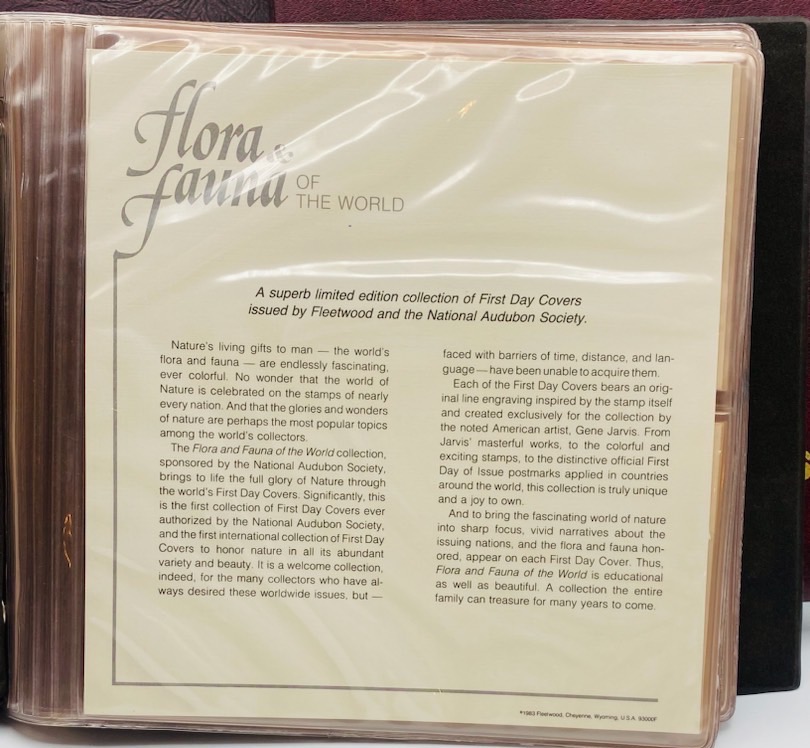 flora &
fauna OF
THE WORLD
A superb limited edition collection of First Day Covers
issued by Fleetwood and the National Audubon Society.
Nature's living gifts to man — the world's
flora and fauna — are endlessly fascinating,
ever colorful. No wonder that the world of
Nature is celebrated on the stamps of nearly
every nation. And that the glories and wonders
of nature are perhaps the most popular topics
among the world's collectors.
The Flora and Fauna of the World collection,
sponsored by the National Audubon Society,
brings to life the full glory of Nature through
the world's First Day Covers. Significantly, this
is the first collection of First Day Covers ever
authorized by the National Audubon Society,
and the first international collection of First Day
Covers to honor nature in all its abundant
variety and beauty. It is a welcome collection,
indeed, for the many collectors who have al-
ways desired these worldwide issues, but —
faced with barriers of time, distance, and lan-
guage — have been unable to acquire them.
Each of the First Day Covers bears an orig-
inal line engraving inspired by the stamp itself
and created exclusively for the collection by
the noted American artist, Gene Jarvis. From
Jarvis' masterful works, to the colorful and
exciting stamps, to the distinctive official First
Day of Issue postmarks applied in countries
around the world, this collection is truly unique
and a joy to own.
And to bring the fascinating world of nature
into sharp focus, vivid narratives about the
issuing nations, and the flora and fauna hon-
ored, appear on each First Day Cover. Thus,
Flora and Fauna of the World is educational
as well as beautiful. A collection the entire
family can treasure for many years to come.
©1983 Fleetwood, Cheyenne, Wyoming, U.S.A. 93000F